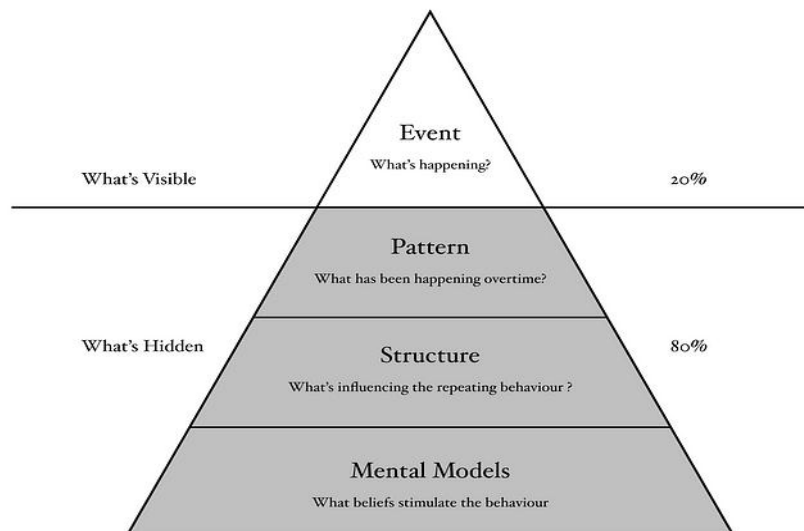 Event
What's happening?
What's Visible
20%
Pattern
What has been happening overtime?
What's Hidden
80%
Structure
What's influencing the repeating behaviour ?
Mental Models
What beliefs stimulate the behaviour